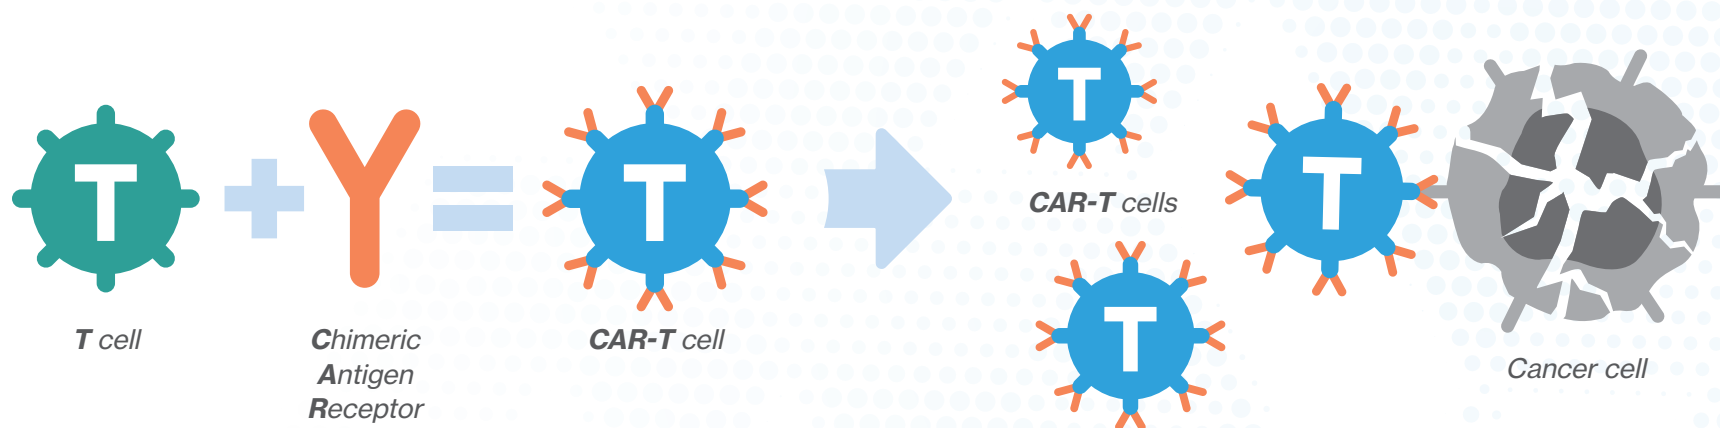 T
T cell
Chimeric
Antigen
Receptor
T
CAR-T cell
T
CAR-T cells
T
T
Cancer cell